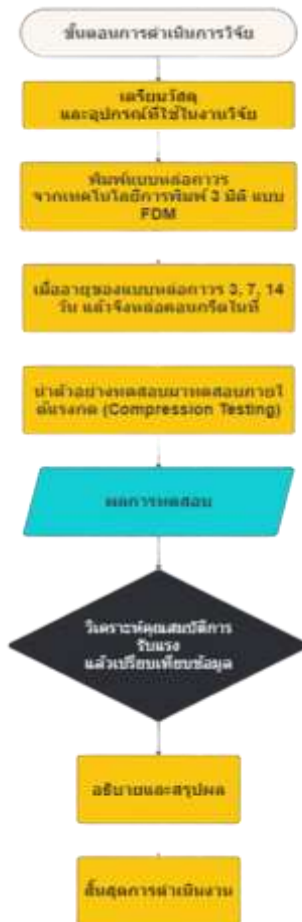 ขั้นตอนการดำเนินการวิจัย
เตรียมวัสดุ
และอุปกรณ์ที่ใช้ในงานวิจัย
พิมพ์แบบหล่อถาวร
จากเทคโนโลยีการพิมพ์ 3 มิติ แบบ
FDM
เมื่ออายุของแบบหล่อถาวร 3, 7, 14
วัน แล้วจึงหล่อคอนกรีตในที่
นำตัวอย่างทดสอบมาทดสอบภายใ
ต้แรงกด (Compression Testing)
ผลการทดสอบ
วิเคราะห์คุณสมบัติการ
รับแรง
แล้วเปรียบเทียบข้อมูล
อธิบายและสรุปผล
สิ้นสุดการดำเนินงาน